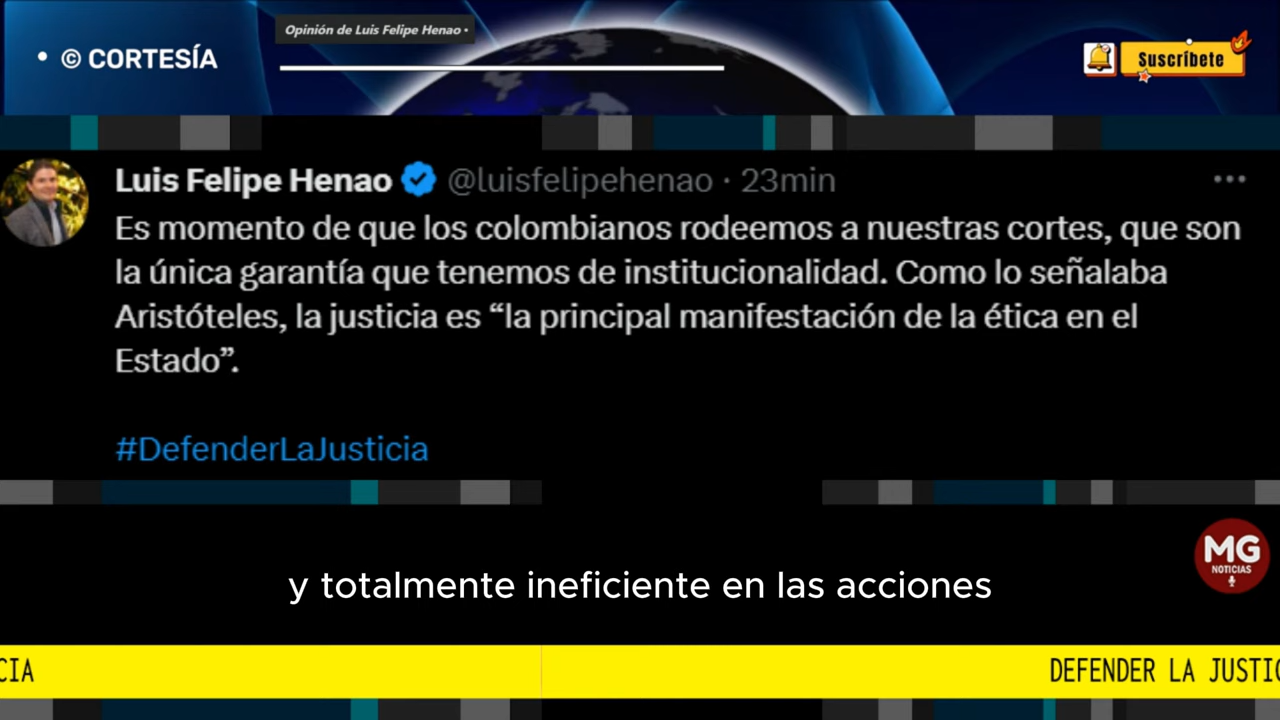 Opinión de Luis Felipe Henao •
• © CORTESÍA
Suscríbete
Luis Felipe Henao @luisfelipehenao · 23min
Es momento de que los colombianos rodeemos a nuestras cortes, que son
la única garantía que tenemos de institucionalidad. Como lo señalaba
Aristóteles, la justicia es “la principal manifestación de la ética en el
Estado”.
#DefenderLaJusticia
MG
NOTICIAS
y totalmente ineficiente en las acciones
CIA
DEFENDER LA JUSTIC